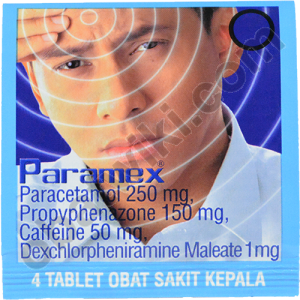 Paramex®
Paracetamol 250 mg,
Propyphenazone 150 mg,
Caffeine 50 mg,
Dexchlorpheniramine Maleate 1mg
4 TABLET OBAT SAKIT KEPALA